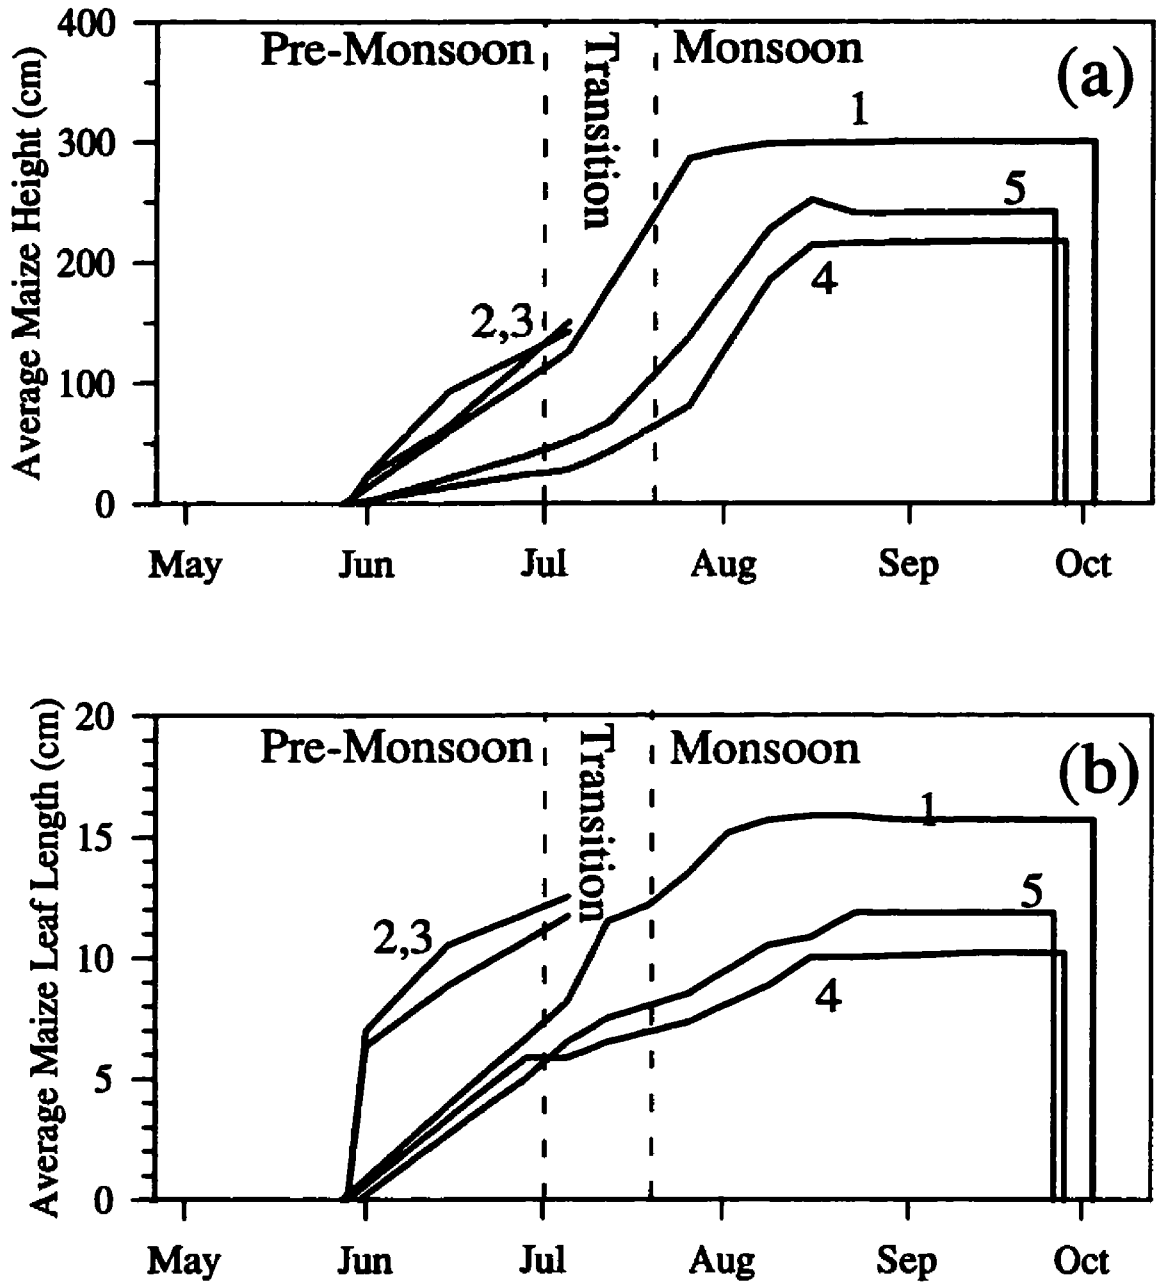 400
300
200
100
0
Average Maize Height (cm)
Pre-Monsoon
Transition
Monsoon
(a)
1
5
4
2,3
May Jun Jul Aug Sep Oct
20
15
10
5
0
Average Maize Leaf Length (cm)
Pre-Monsoon
Transition
Monsoon
(b)
1
5
4
2,3
May Jun Jul Aug Sep Oct